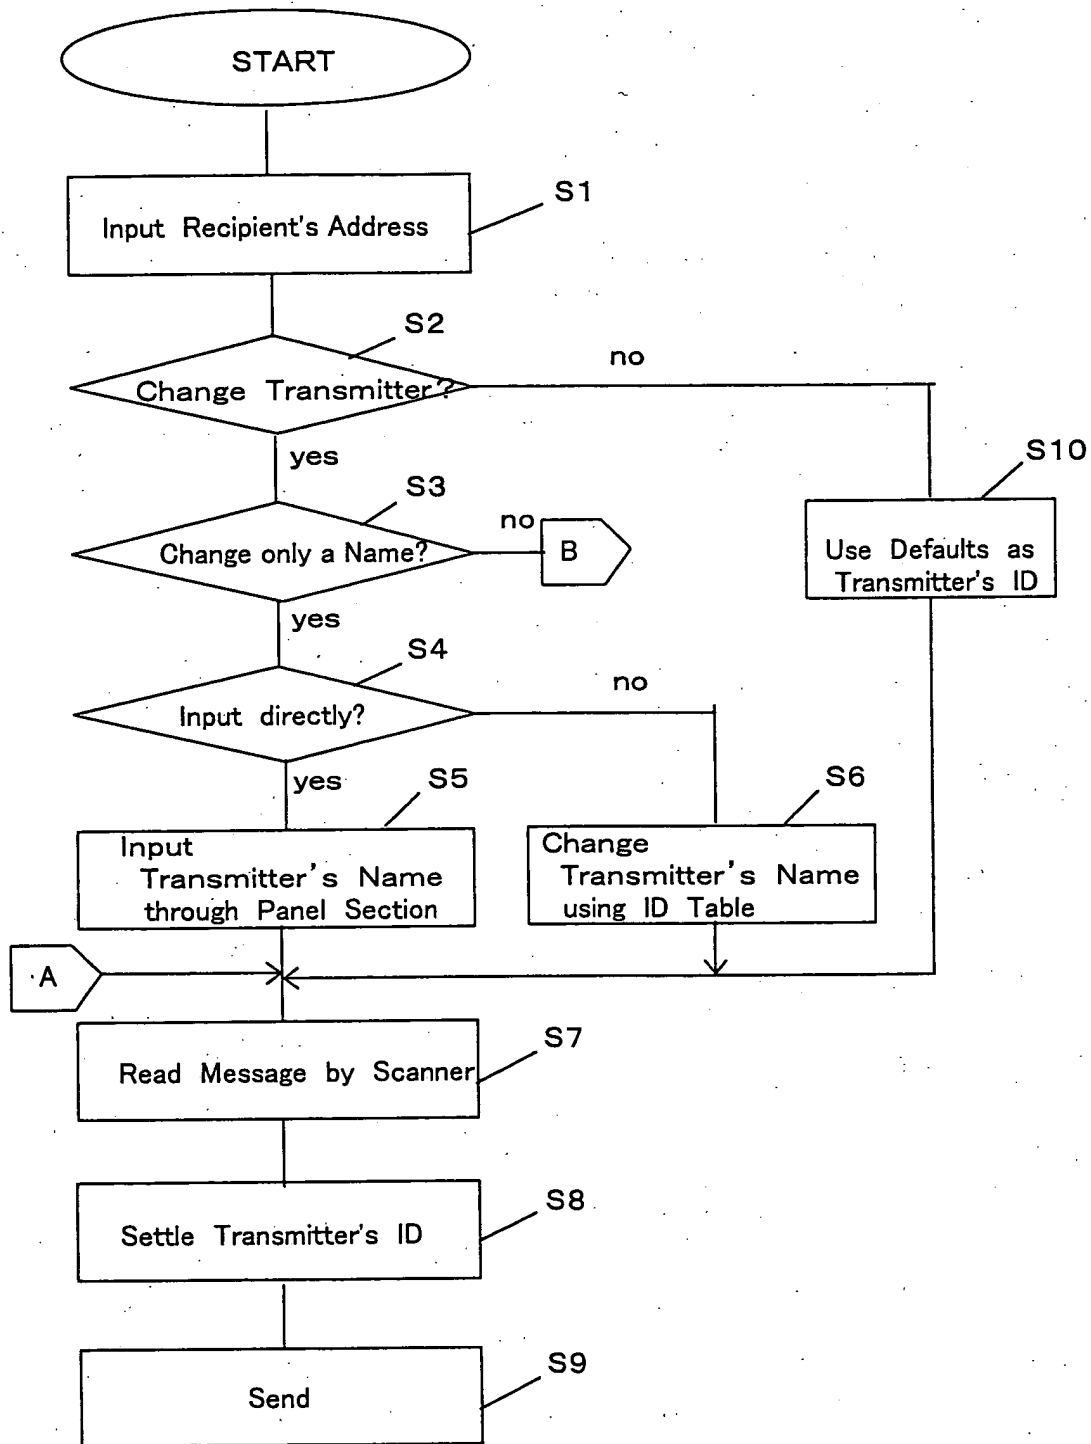 START
S1
Input Recipient's Address
S2
no
Change Transmitter?
yes
S10
S3
no
Change only a Name?
B
Use Defaults as
Transmitter's ID
yes
S4
no
Input directly?
yes
S5
S6
Input
Transmitter's Name
through Panel Section
Change
Transmitter's Name
using ID Table
A
S7
Read Message by Scanner
S8
Settle Transmitter's ID
S9
Send